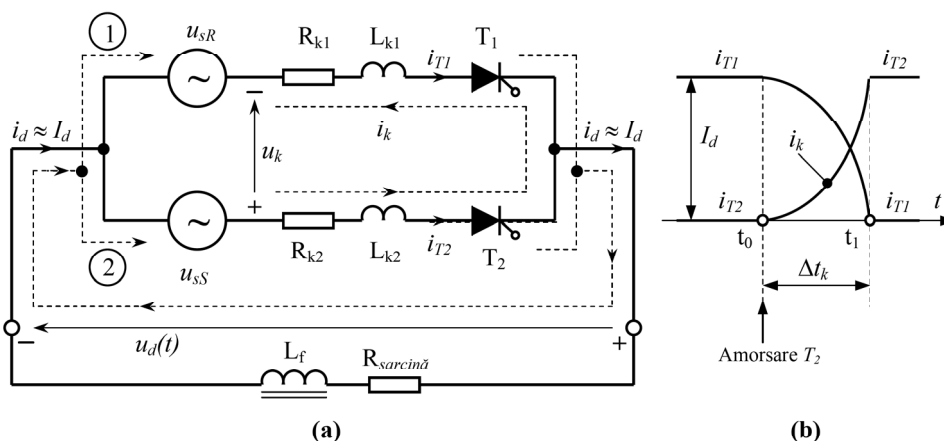 1
u_sR
R_k1 L_k1 i_T1 T_1
~
i_d ≈ I_d
–
u_k
+
i_k
i_d ≈ I_d
~
R_k2 L_k2 i_T2 T_2
2
u_sS
– u_d(t) +
L_f R_sarcină
(a)
i_T1 i_T2
I_d
i_k
i_T2 i_T1 t
t_0 t_1
Δt_k
Amorsare T_2
(b)